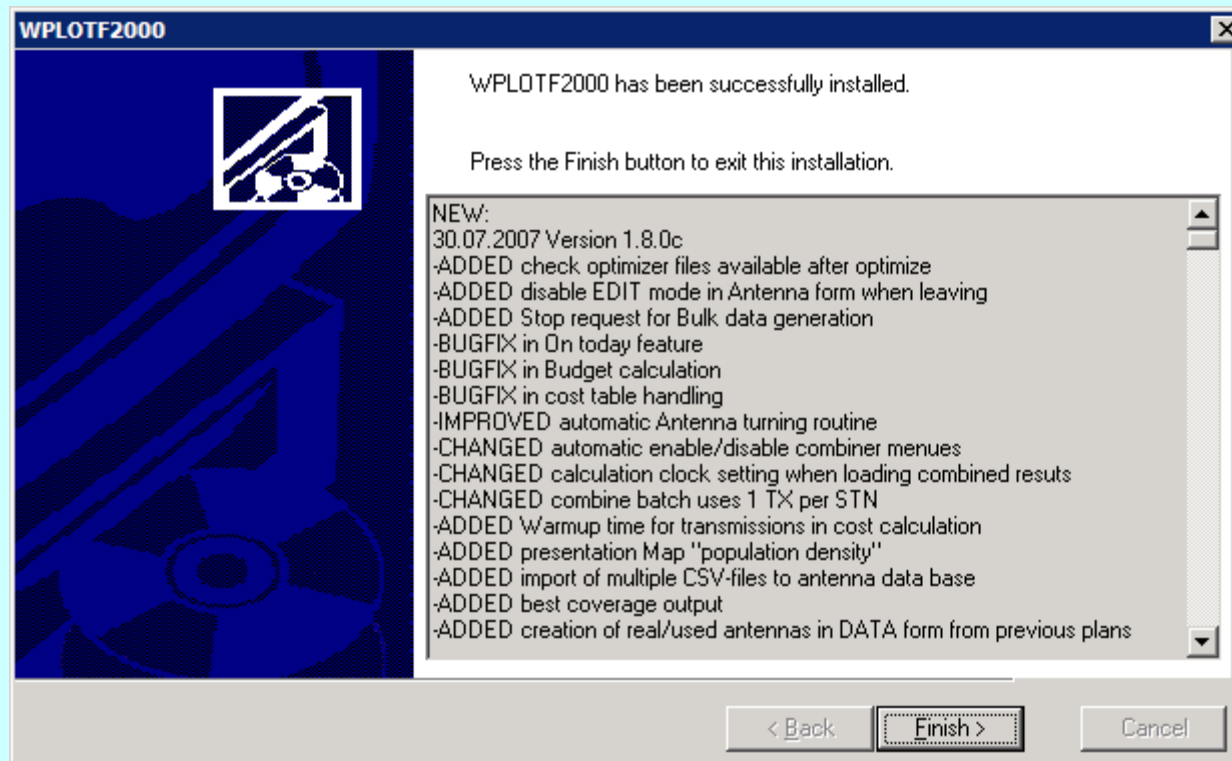 WPLOTF2000
WPLOTF2000 has been successfully installed.
Press the Finish button to exit this installation.
NEW:
30.07.2007 Version 1.8.0c
-ADDED check optimizer files available after optimize
-ADDED disable EDIT mode in Antenna form when leaving
-ADDED Stop request for Bulk data generation
-BUGFIX in On today feature
-BUGFIX in Budget calculation
-BUGFIX in cost table handling
-IMPROVED automatic Antenna turning routine
-CHANGED automatic enable/disable combiner menues
-CHANGED calculation clock setting when loading combined resuts
-CHANGED combine batch uses 1 TX per STN
-ADDED Warmup time for transmissions in cost calculation
-ADDED presentation Map "population density"
-ADDED import of multiple CSV-files to antenna data base
-ADDED best coverage output
-ADDED creation of real/used antennas in DATA form from previous plans
< Back Finish > Cancel